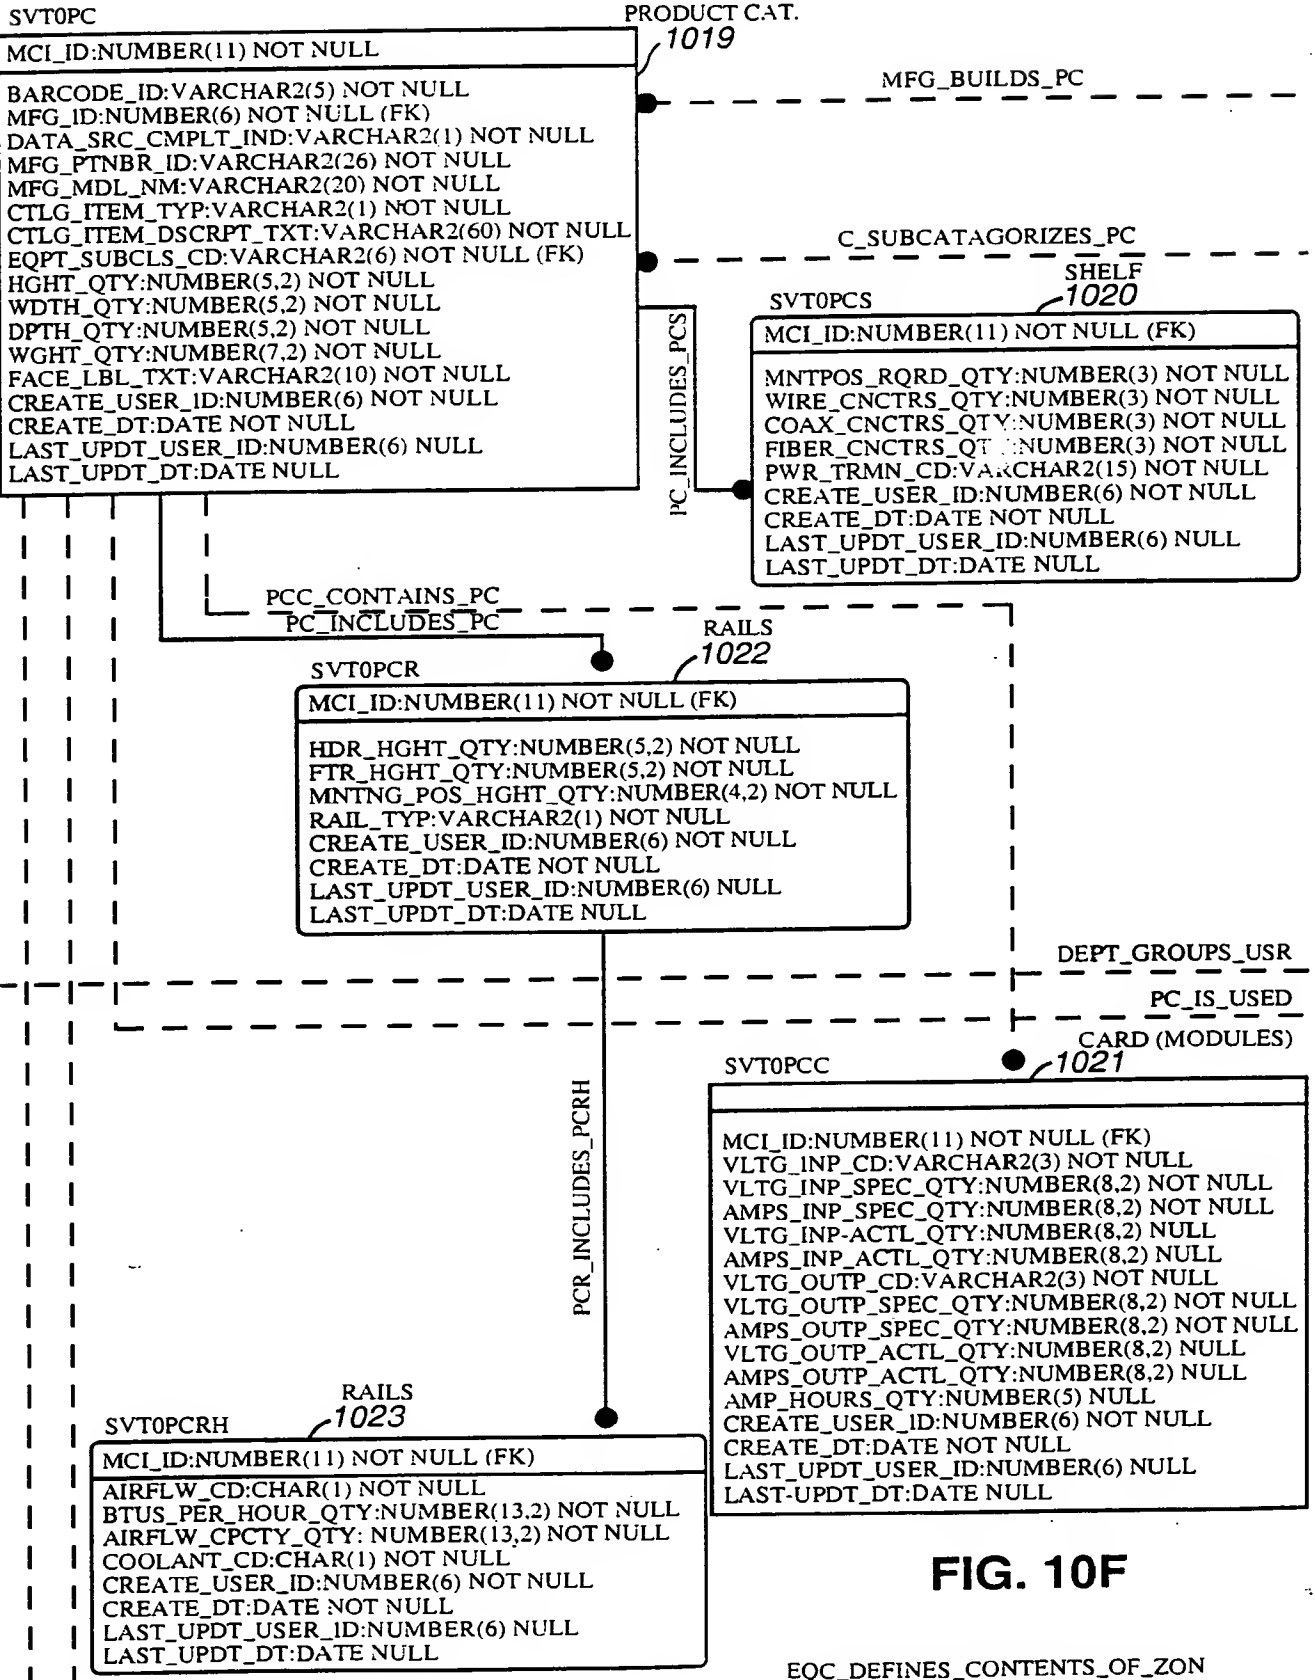 SVT0PC
PRODUCT CAT.
1019
MCI_ID:NUMBER(11) NOT NULL
BARCODE_ID:VARCHAR2(5) NOT NULL
MFG_ID:NUMBER(6) NOT NULL (FK)
DATA_SRC_CMPLT_IND:VARCHAR2(1) NOT NULL
MFG_PTNBR_ID:VARCHAR2(26) NOT NULL
MFG_MDL_NM:VARCHAR2(20) NOT NULL
CTLG_ITEM_TYP:VARCHAR2(1) NOT NULL
CTLG_ITEM_DSCRPT_TXT:VARCHAR2(60) NOT NULL
EQPT_SUBCLS_CD:VARCHAR2(6) NOT NULL (FK)
HGHT_QTY:NUMBER(5,2) NOT NULL
WDTH_QTY:NUMBER(5,2) NOT NULL
DPTH_QTY:NUMBER(5,2) NOT NULL
WGHT_QTY:NUMBER(7,2) NOT NULL
FACE_LBL_TXT:VARCHAR2(10) NOT NULL
CREATE_USER_ID:NUMBER(6) NOT NULL
CREATE_DT:DATE NOT NULL
LAST_UPDT_USER_ID:NUMBER(6) NULL
LAST_UPDT_DT:DATE NULL
MFG_BUILDS_PC
C_SUBCATAGORIZES_PC
PC_INCLUDES_PCS
SHELF
1020
SVT0PCS
MCI_ID:NUMBER(11) NOT NULL (FK)
MNTPOS_RQRD_QTY:NUMBER(3) NOT NULL
WIRE_CNCTRS_QTY:NUMBER(3) NOT NULL
COAX_CNCTRS_QTY:NUMBER(3) NOT NULL
FIBER_CNCTRS_QT :NUMBER(3) NOT NULL
PWR_TRMN_CD:VARCHAR2(15) NOT NULL
CREATE_USER_ID:NUMBER(6) NOT NULL
CREATE_DT:DATE NOT NULL
LAST_UPDT_USER_ID:NUMBER(6) NULL
LAST_UPDT_DT:DATE NULL
PCC_CONTAINS_PC
PC_INCLUDES_PC
RAILS
1022
SVT0PCR
MCI_ID:NUMBER(11) NOT NULL (FK)
HDR_HGHT_QTY:NUMBER(5,2) NOT NULL
FTR_HGHT_QTY:NUMBER(5,2) NOT NULL
MNTNG_POS_HGHT_QTY:NUMBER(4,2) NOT NULL
RAIL_TYP:VARCHAR2(1) NOT NULL
CREATE_USER_ID:NUMBER(6) NOT NULL
CREATE_DT:DATE NOT NULL
LAST_UPDT_USER_ID:NUMBER(6) NULL
LAST_UPDT_DT:DATE NULL
DEPT_GROUPS_USR
PC_IS_USED
PCR_INCLUDES_PCRH
CARD (MODULES)
1021
SVT0PCC
MCI_ID:NUMBER(11) NOT NULL (FK)
VLTG_INP_CD:VARCHAR2(3) NOT NULL
VLTG_INP_SPEC_QTY:NUMBER(8,2) NOT NULL
AMPS_INP_SPEC_QTY:NUMBER(8,2) NOT NULL
VLTG_INP-ACTL_QTY:NUMBER(8,2) NULL
AMPS_INP_ACTL_QTY:NUMBER(8,2) NULL
VLTG_OUTP_CD:VARCHAR2(3) NOT NULL
VLTG_OUTP_SPEC_QTY:NUMBER(8,2) NOT NULL
AMPS_OUTP_SPEC_QTY:NUMBER(8,2) NOT NULL
VLTG_OUTP_ACTL_QTY:NUMBER(8,2) NULL
AMPS_OUTP_ACTL_QTY:NUMBER(8,2) NULL
AMP_HOURS_QTY:NUMBER(5) NULL
CREATE_USER_ID:NUMBER(6) NOT NULL
CREATE_DT:DATE NOT NULL
LAST_UPDT_USER_ID:NUMBER(6) NULL
LAST-UPDT_DT:DATE NULL
RAILS
1023
SVT0PCRH
MCI_ID:NUMBER(11) NOT NULL (FK)
AIRFLW_CD:CHAR(1) NOT NULL
BTUS_PER_HOUR_QTY:NUMBER(13,2) NOT NULL
AIRFLW_CPCTY_QTY: NUMBER(13,2) NOT NULL
COOLANT_CD:CHAR(1) NOT NULL
CREATE_USER_ID:NUMBER(6) NOT NULL
CREATE_DT:DATE NOT NULL
LAST_UPDT_USER_ID:NUMBER(6) NULL
LAST_UPDT_DT:DATE NULL
FIG. 10F
EQC_DEFINES_CONTENTS_OF_ZON